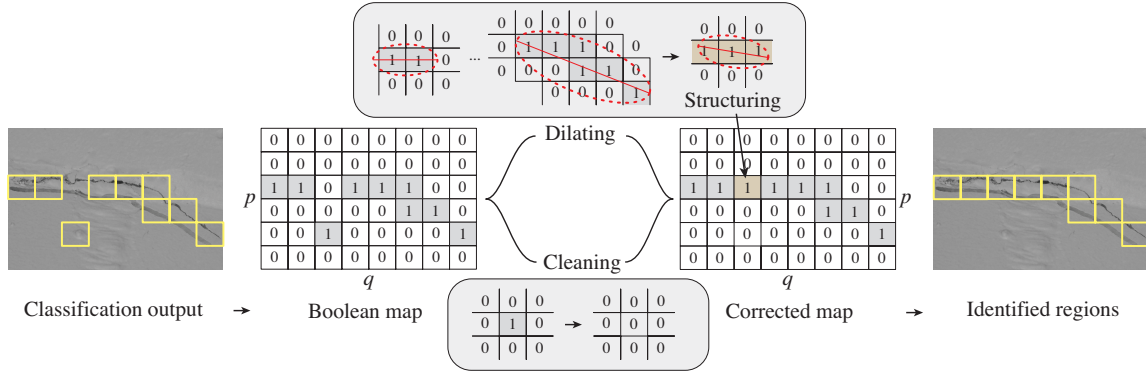 0 0 0
1 1 0
0 0 0
...
0 0 0 0 0
0 1 1 1 0
0 0 0 1 1 0
0 0 0 1
0 0 0
1 1 1
0 0 0
Structuring
Dilating
Cleaning
p
0 0 0 0 0 0 0 0
0 0 0 0 0 0 0 0
1 1 0 1 1 1 0 0
0 0 0 0 0 1 1 0
0 0 1 0 0 0 0 1
0 0 0 0 0 0 0 0
q
0 0 0 0 0 0 0 0
0 0 0 0 0 0 0 0
1 1 1 1 1 1 0 0
0 0 0 0 0 1 1 0
0 0 0 0 0 0 0 1
0 0 0 0 0 0 0 0
p
q
Classification output
Boolean map
0 0 0
0 1 0
0 0 0
0 0 0
0 0 0
0 0 0
Corrected map
Identified regions